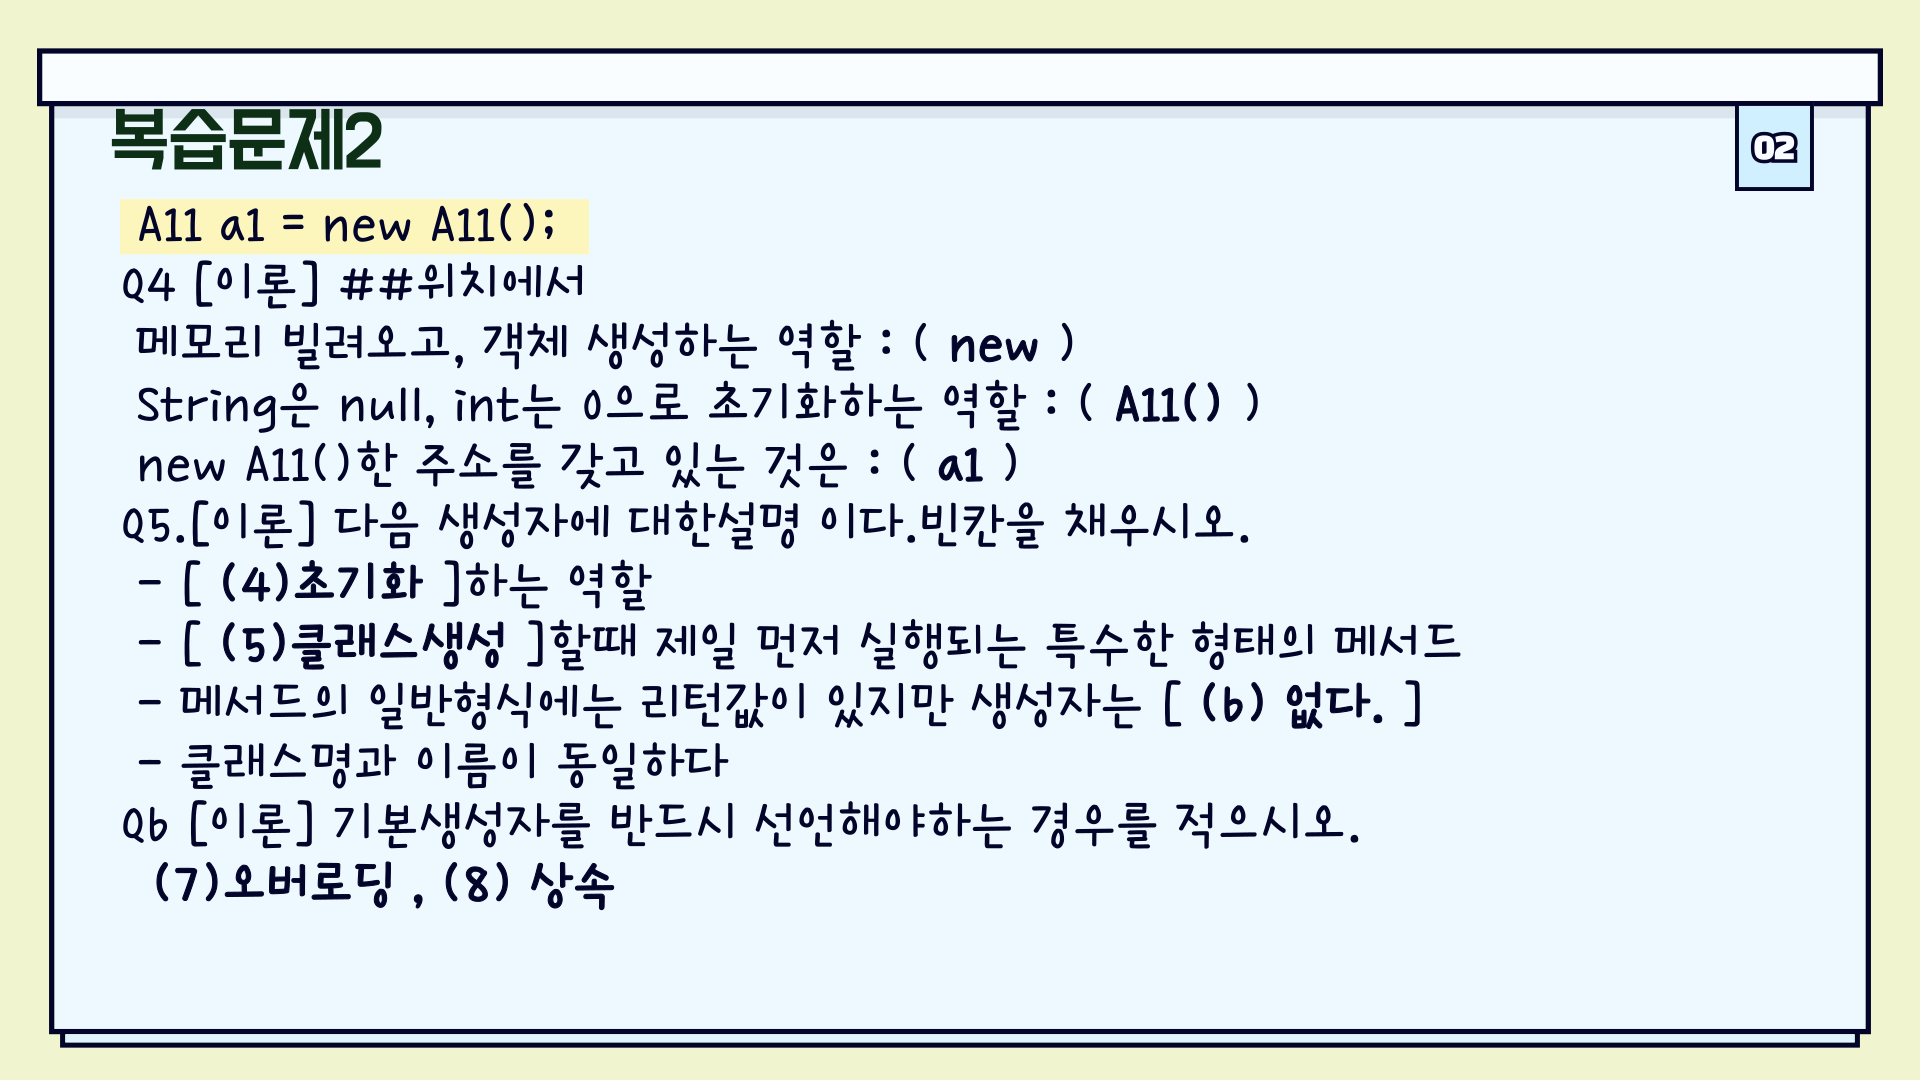 복습문제2
02
A11 a1 = new A11();
Q4 [이론] ##위치에서
메모리 빌려오고, 객체 생성하는 역할 : ( new )
String은 null, int는 0으로 초기화하는 역할 : ( A11() )
new A11()한 주소를 갖고 있는 것은 : ( a1 )
Q5.[이론] 다음 생성자에 대한설명 이다.빈칸을 채우시오.
- [ (4)초기화 ]하는 역할
- [ (5)클래스생성 ]할때 제일 먼저 실행되는 특수한 형태의 메서드
- 메서드의 일반형식에는 리턴값이 있지만 생성자는 [ (6) 없다. ]
- 클래스명과 이름이 동일하다
Q6 [이론] 기본생성자를 반드시 선언해야하는 경우를 적으시오.
(7)오버로딩 , (8) 상속